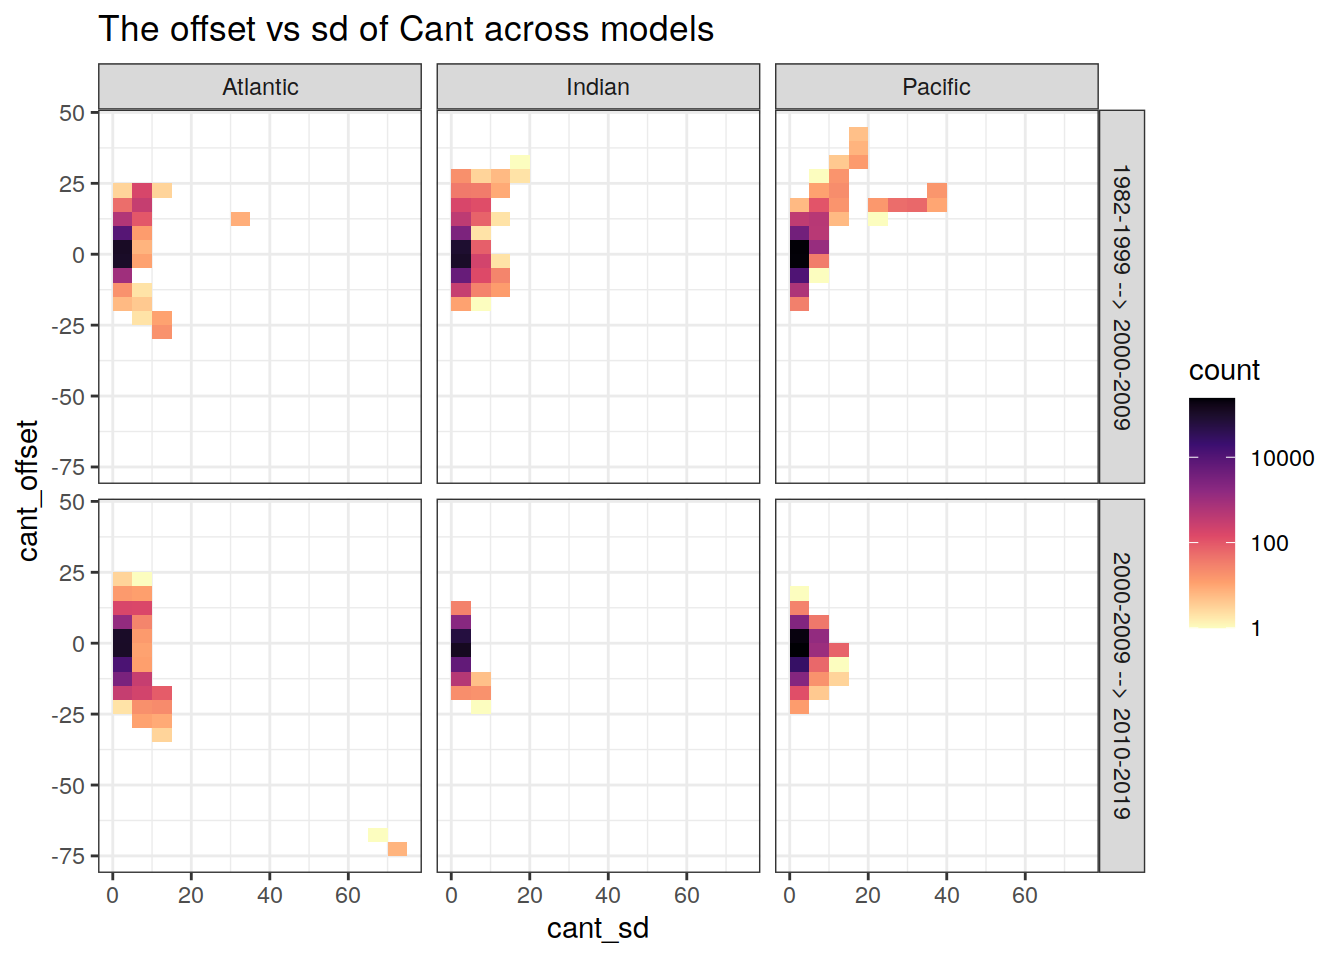 The offset vs sd of Cant across models
Atlantic
Indian
Pacific
50
25
0
-25
-50
-75
1982-1999 --> 2000-2009
50
25
0
-25
-50
-75
2000-2009 --> 2010-2019
cant_offset
0 20 40 60
0 20 40 60
0 20 40 60
cant_sd
count
10000
100
1